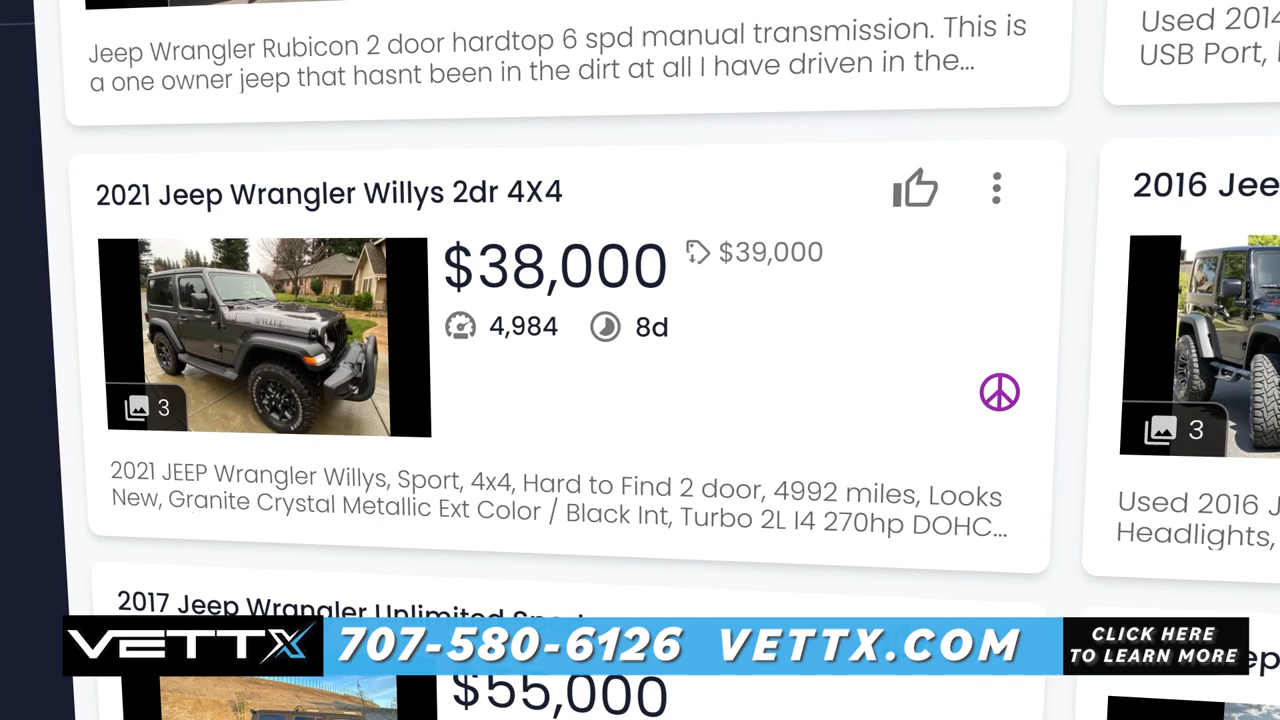 Jeep Wrangler Rubicon 2 door hardtop 6 spd manual transmission. This is
a one owner jeep that hasnt been in the dirt at all I have driven in the...
Used 2014
USB Port,
2021 Jeep Wrangler Willys 2dr 4X4
$38,000
$39,000
4,984
8d
3
2021 JEEP Wrangler Willys, Sport, 4x4, Hard to Find 2 door, 4992 miles, Looks
New, Granite Crystal Metallic Ext Color / Black Int, Turbo 2L I4 270hp DOHC...
2016 Jee
3
Used 2016 J
Headlights,
2017 Jeep Wrangler Unlimited
$55,000
VETTX
707-580-6126 VETTX.COM
CLICK HERE
TO LEARN MORE